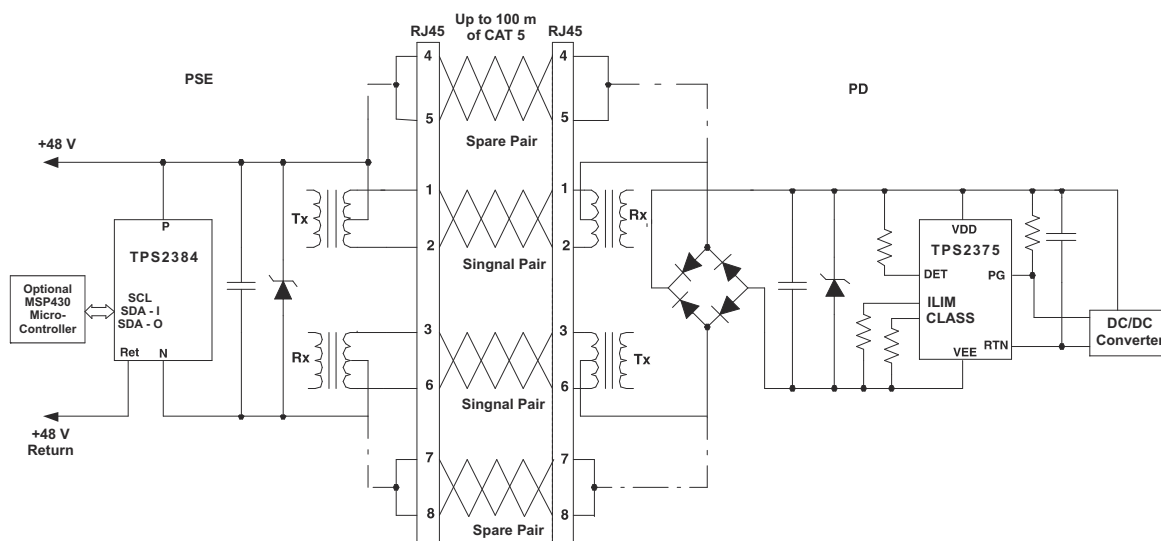 Up to 100 m
of CAT 5
RJ45
RJ45
PSE
PD
4
4
5
5
Spare Pair
+48 V
1
1
Tx
Rx
2
2
Singnal Pair
P
TPS2384
Optional
MSP430
Micro-
Controller
SCL
SDA - I
SDA - O
Ret
N
VDD
TPS2375
DET
PG
ILIM
CLASS
VEE
RTN
DC/DC
Converter
3
3
Rx
Tx
6
6
Singnal Pair
+48 V
Return
7
7
8
8
Spare Pair